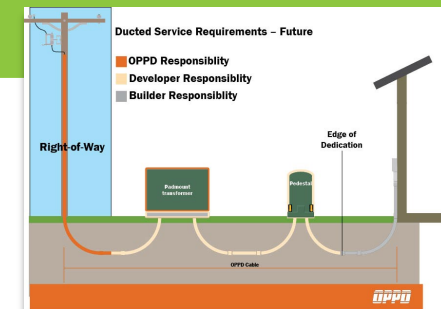 Ducted Service Requirements – Future
OPPD Responsiblity
Developer Responsiblity
Builder Responsiblity
Right-of-Way
Edge of
Dedication
Padmount
transformer
Pedestal
OPPD Cable
OPPD